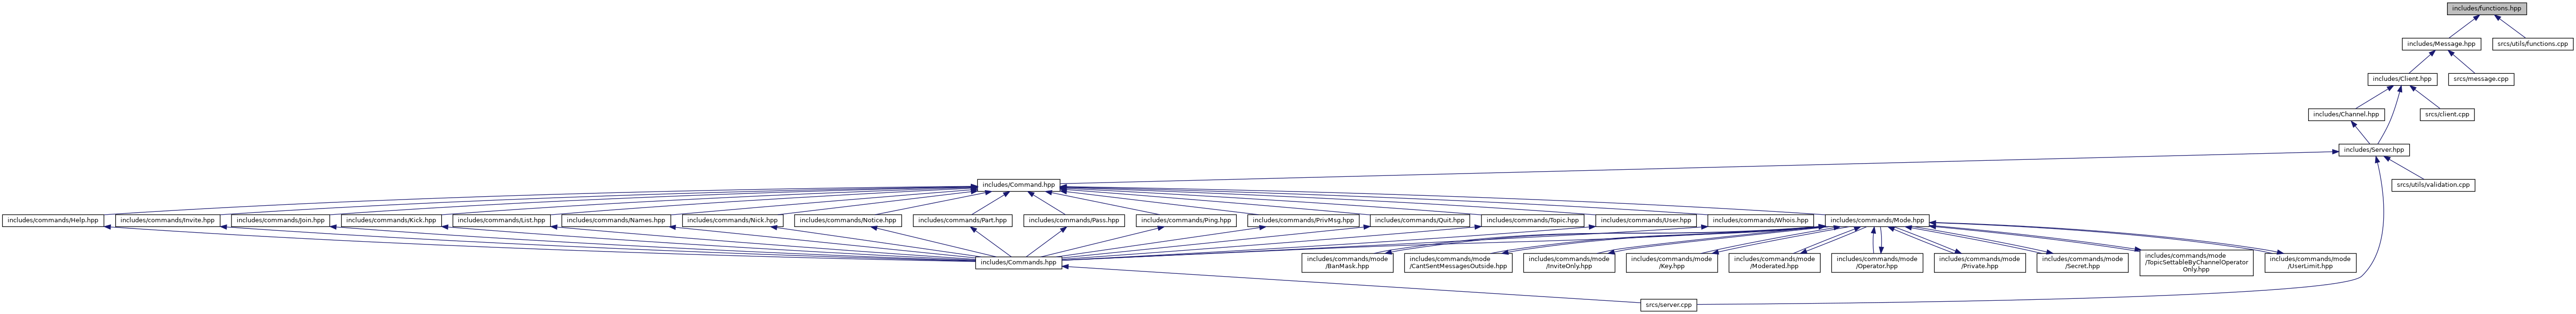 includes/functions.hpp
includes/Message.hpp
srcs/utils/functions.cpp
includes/Client.hpp
srcs/message.cpp
includes/Channel.hpp
srcs/client.cpp
includes/Server.hpp
includes/Command.hpp
srcs/utils/validation.cpp
includes/commands/Help.hpp
includes/commands/Invite.hpp
includes/commands/Join.hpp
includes/commands/Kick.hpp
includes/commands/List.hpp
includes/commands/Names.hpp
includes/commands/Nick.hpp
includes/commands/Notice.hpp
includes/commands/Part.hpp
includes/commands/Pass.hpp
includes/commands/Ping.hpp
includes/commands/PrivMsg.hpp
includes/commands/Quit.hpp
includes/commands/Topic.hpp
includes/commands/User.hpp
includes/commands/Whois.hpp
includes/commands/Mode.hpp
includes/Commands.hpp
includes/commands/mode
/BanMask.hpp
includes/commands/mode
/CantSentMessagesOutside.hpp
includes/commands/mode
/InviteOnly.hpp
includes/commands/mode
/Key.hpp
includes/commands/mode
/Moderated.hpp
includes/commands/mode
/Operator.hpp
includes/commands/mode
/Private.hpp
includes/commands/mode
/Secret.hpp
includes/commands/mode
/TopicSettableByChannelOperator
Only.hpp
includes/commands/mode
/UserLimit.hpp
srcs/server.cpp